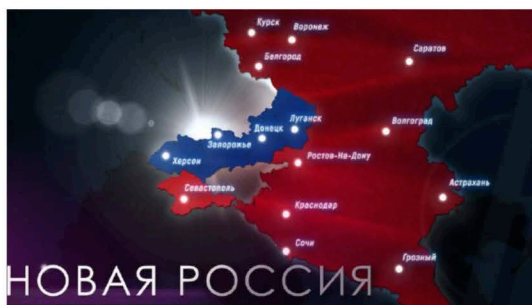 Курск
Воронеж
Саратов
Белгород
Луганск
Волгоград
Донецк
Запорожье
Херсон
Ростов-На-Дону
Севастополь
Астрахань
Краснодар
Сочи
Грозный
НОВАЯ РОССИЯ